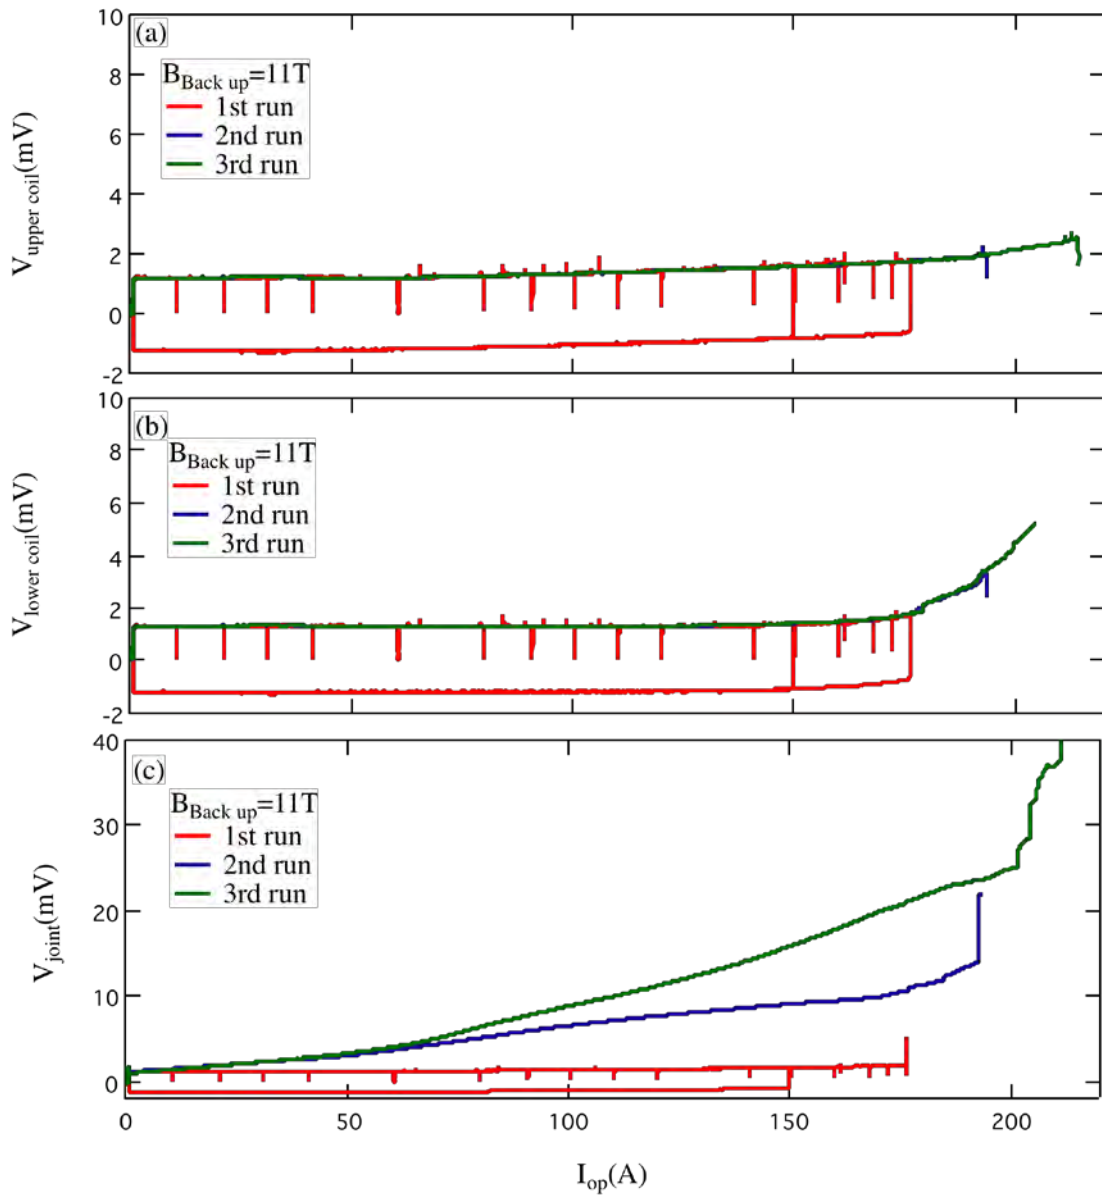 (a)
B_Back up=11T
1st run
2nd run
3rd run
V_upper coil(mV)
10
8
6
4
2
0
-2
(b)
B_Back up=11T
1st run
2nd run
3rd run
V_lower coil(mV)
10
8
6
4
2
0
-2
(c)
B_Back up=11T
1st run
2nd run
3rd run
V_joint(mV)
40
30
20
10
0
0 50 100 150 200
I_op(A)